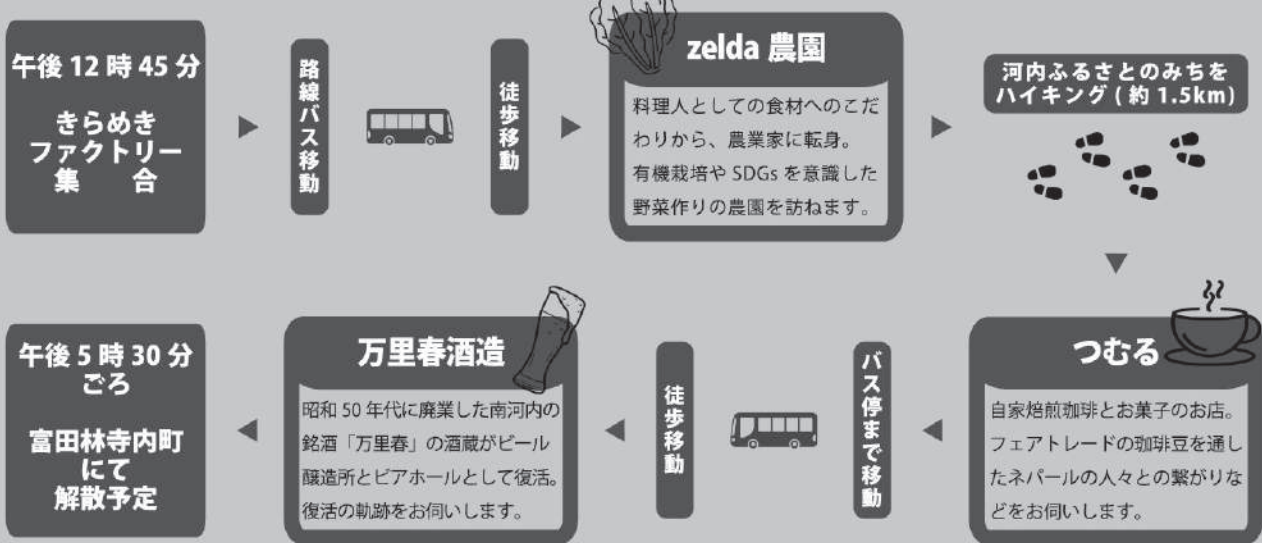 午後 12 時 45 分
きらめき
ファクトリー
集　合
路線バス移動
徒歩移動
zelda 農園
料理人としての食材へのこだ
わりから、農業家に転身。
有機栽培や SDGs を意識した
野菜作りの農園を訪ねます。
河内ふるさとのみちを
ハイキング ( 約 1.5km)
つむる
自家焙煎珈琲とお菓子のお店。
フェアトレードの珈琲豆を通し
たネパールの人々との繋がりな
どをお伺いします。
バス停まで移動
徒歩移動
万里春酒造
昭和 50 年代に廃業した南河内の
銘酒「万里春」の酒蔵がビール
醸造所とビアホールとして復活。
復活の軌跡をお伺いします。
午後 5 時 30 分
ごろ
富田林寺内町
にて
解散予定